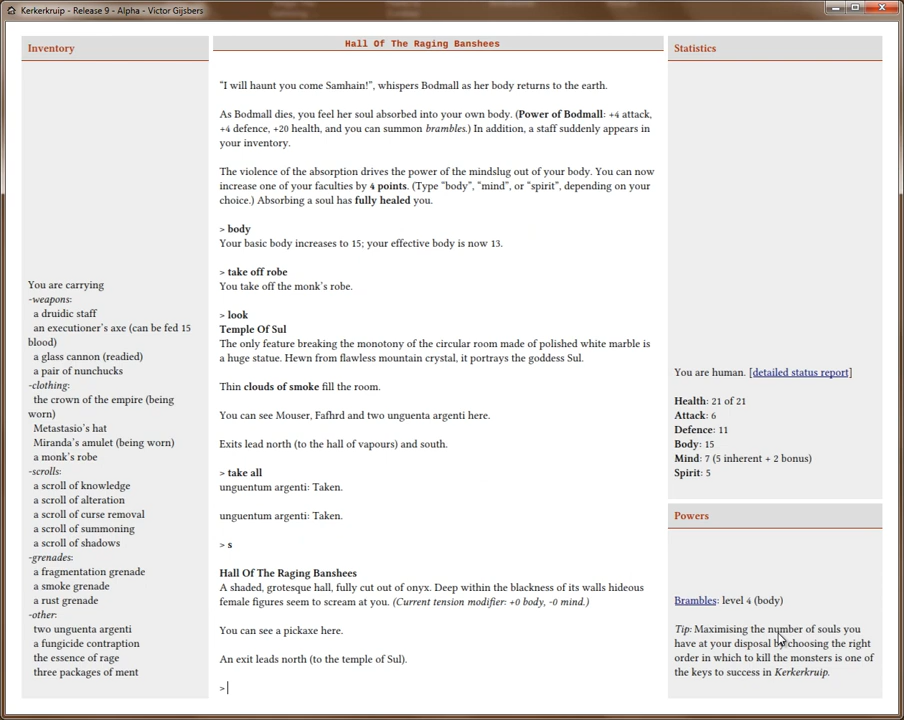 Kerkerkruip - Release 9 - Alpha - Victor Gijsbers
Inventory
You are carrying
-weapons:
a druidic staff
an executioner's axe (can be fed 15
blood)
a glass cannon (readied)
a pair of nunchucks
-clothing:
the crown of the empire (being
worn)
Metastasio's hat
Miranda's amulet (being worn)
a monk's robe
-scrolls:
a scroll of knowledge
a scroll of alteration
a scroll of curse removal
a scroll of summoning
a scroll of shadows
-grenades:
a fragmentation grenade
a smoke grenade
a rust grenade
-other:
two unguenta argenti
a fungicide contraption
the essence of rage
three packages of ment
Hall Of The Raging Banshees
"I will haunt you come Samhain!", whispers Bodmall as her body returns to the earth.
As Bodmall dies, you feel her soul absorbed into your own body. (Power of Bodmall: +4 attack,
+4 defence, +20 health, and you can summon brambles.) In addition, a staff suddenly appears in
your inventory.
The violence of the absorption drives the power of the mindslug out of your body. You can now
increase one of your faculties by 4 points. (Type "body", "mind", or "spirit", depending on your
choice.) Absorbing a soul has fully healed you.
> body
Your basic body increases to 15; your effective body is now 13.
> take off robe
You take off the monk's robe.
> look
Temple Of Sul
The only feature breaking the monotony of the circular room made of polished white marble is
a huge statue. Hewn from flawless mountain crystal, it portrays the goddess Sul.
Thin clouds of smoke fill the room.
You can see Mouser, Fafhrd and two unguenta argenti here.
Exits lead north (to the hall of vapours) and south.
> take all
unguentum argenti: Taken.
unguentum argenti: Taken.
> s
Hall Of The Raging Banshees
A shaded, grotesque hall, fully cut out of onyx. Deep within the blackness of its walls hideous
female figures seem to scream at you. (Current tension modifier: +0 body, -0 mind.)
You can see a pickaxe here.
An exit leads north (to the temple of Sul).
>
Statistics
You are human. [detailed status report]
Health: 21 of 21
Attack: 6
Defence: 11
Body: 15
Mind: 7 (5 inherent + 2 bonus)
Spirit: 5
Powers
Brambles: level 4 (body)
Tip: Maximising the number of souls you
have at your disposal by choosing the right
order in which to kill the monsters is one of
the keys to success in Kerkerkruip.